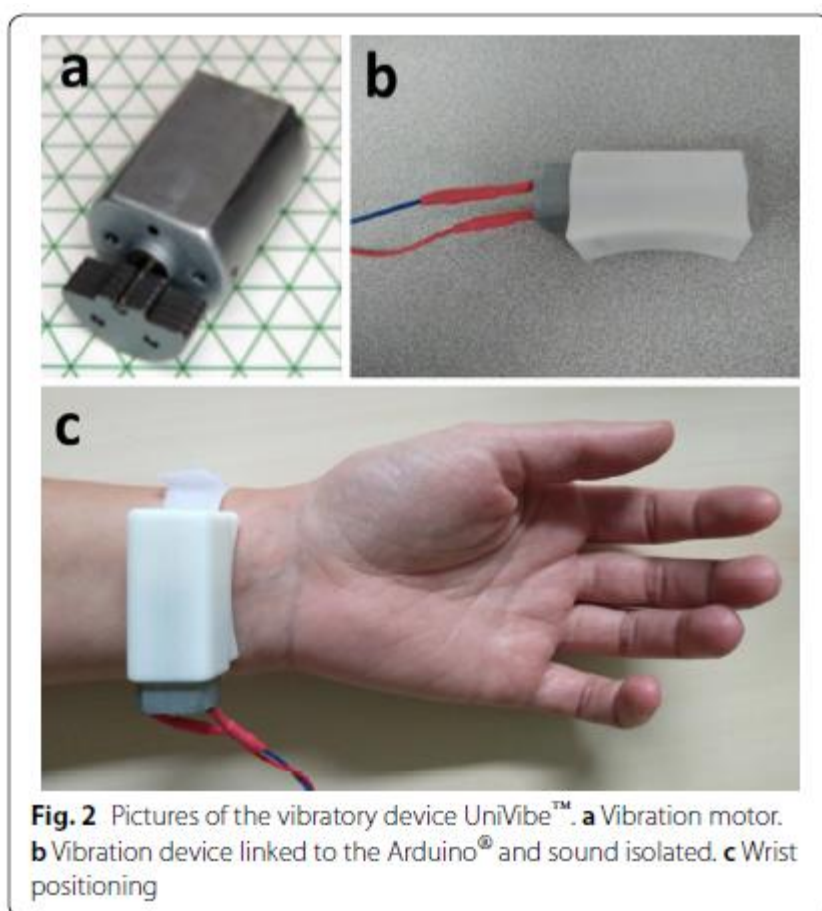 a
b
c
Fig. 2 Pictures of the vibratory device UniVibe™. a Vibration motor.
b Vibration device linked to the Arduino® and sound isolated. c Wrist
positioning